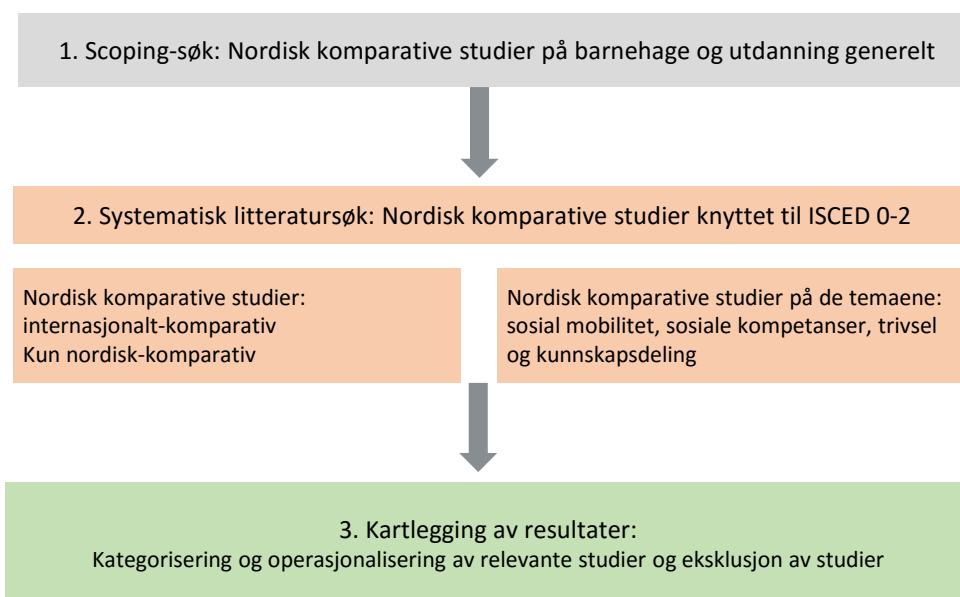 1. Scoping-søk: Nordisk komparative studier på barnehage og utdanning generelt
2. Systematisk litteratursøk: Nordisk komparative studier knyttet til ISCED 0-2
Nordisk komparative studier:
internasjonalt-komparativ
Kun nordisk-komparativ
Nordisk komparative studier på de temaene:
sosial mobilitet, sosiale kompetanser, trivsel
og kunnskapsdeling
3. Kartlegging av resultater:
Kategorisering og operasjonalisering av relevante studier og eksklusjon av studier